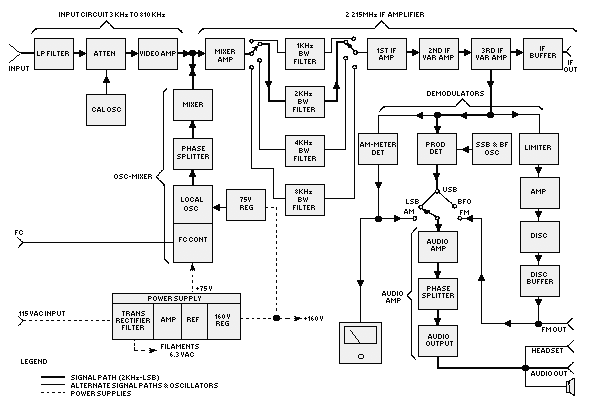 INPUT CIRCUIT 3 KHz TO 810 KHz
2.215MHz IF AMPLIFIER
INPUT
LP FILTER
ATTEN
VIDEO AMP
MIXER
AMP
1KHz
BW
FILTER
1ST IF
AMP
2ND IF
VAR AMP
3RD IF
VAR AMP
IF
BUFFER
IF
OUT
CAL OSC
MIXER
2KHz
BW
FILTER
DEMODULATORS
OSC-MIXER
PHASE
SPLITTER
4KHz
BW
FILTER
AM-METER
DET
PROD
DET
SSB & BF
OSC
LIMITER
LOCAL
OSC
75V
REG
8KHz
BW
FILTER
AMP
USB
LSB
BFO
AM
FM
FC
FC CONT
AUDIO
AMP
DISC
+75V
AUDIO
AMP
PHASE
SPLITTER
DISC
BUFFER
POWER SUPPLY
115 VAC INPUT
TRANS
RECTIFIER
FILTER
AMP
REF
160 V
REG
+160V
FM OUT
AUDIO
OUTPUT
FILAMENTS
6.3 VAC
HEADSET
AUDIO OUT
LEGEND
SIGNAL PATH (2KHz-LSB)
ALTERNATE SIGNAL PATHS & OSCILLATORS
POWER SUPPLIES